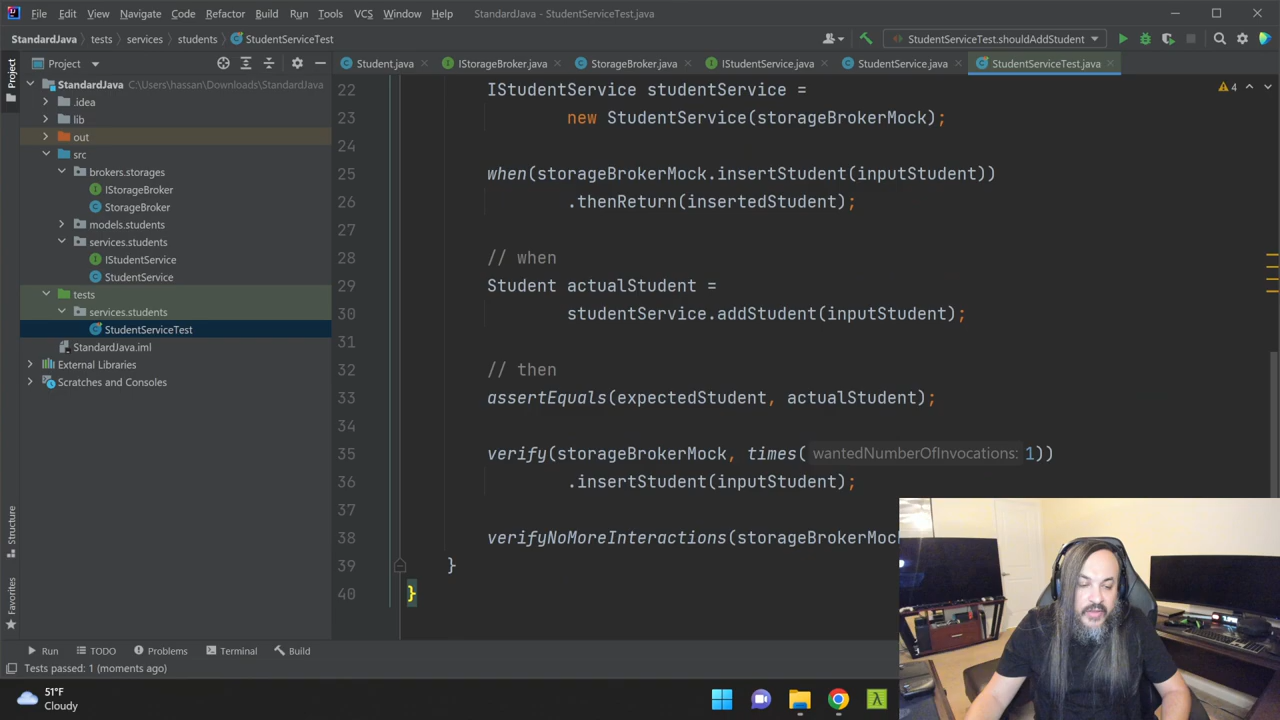 File Edit View Navigate Code Refactor Build Run Tools VCS Window Help StandardJava - StudentServiceTest.java
StandardJava tests services students StudentServiceTest StudentServiceTest.shouldAddStudent
Project
Project
StandardJava C:\users\hassan\Downloads\StandardJava
.idea
lib
out
src
brokers.storages
IStorageBroker
StorageBroker
models.students
services.students
IStudentService
StudentService
tests
services.students
StudentServiceTest
StandardJava.iml
External Libraries
Scratches and Consoles
Structure
Favorites
Student.java IStorageBroker.java StorageBroker.java IStudentService.java StudentService.java StudentServiceTest.java
4
22 IStudentService studentService =
23 new StudentService(storageBrokerMock);
24
25 when(storageBrokerMock.insertStudent(inputStudent))
26 .thenReturn(insertedStudent);
27
28 // when
29 Student actualStudent =
30 studentService.addStudent(inputStudent);
31
32 // then
33 assertEquals(expectedStudent, actualStudent);
34
35 verify(storageBrokerMock, times( wantedNumberOfInvocations: 1))
36 .insertStudent(inputStudent);
37
38 verifyNoMoreInteractions(storageBrokerMock
39 }
40 }
Run TODO Problems Terminal Build
Tests passed: 1 (moments ago)
51°F
Cloudy